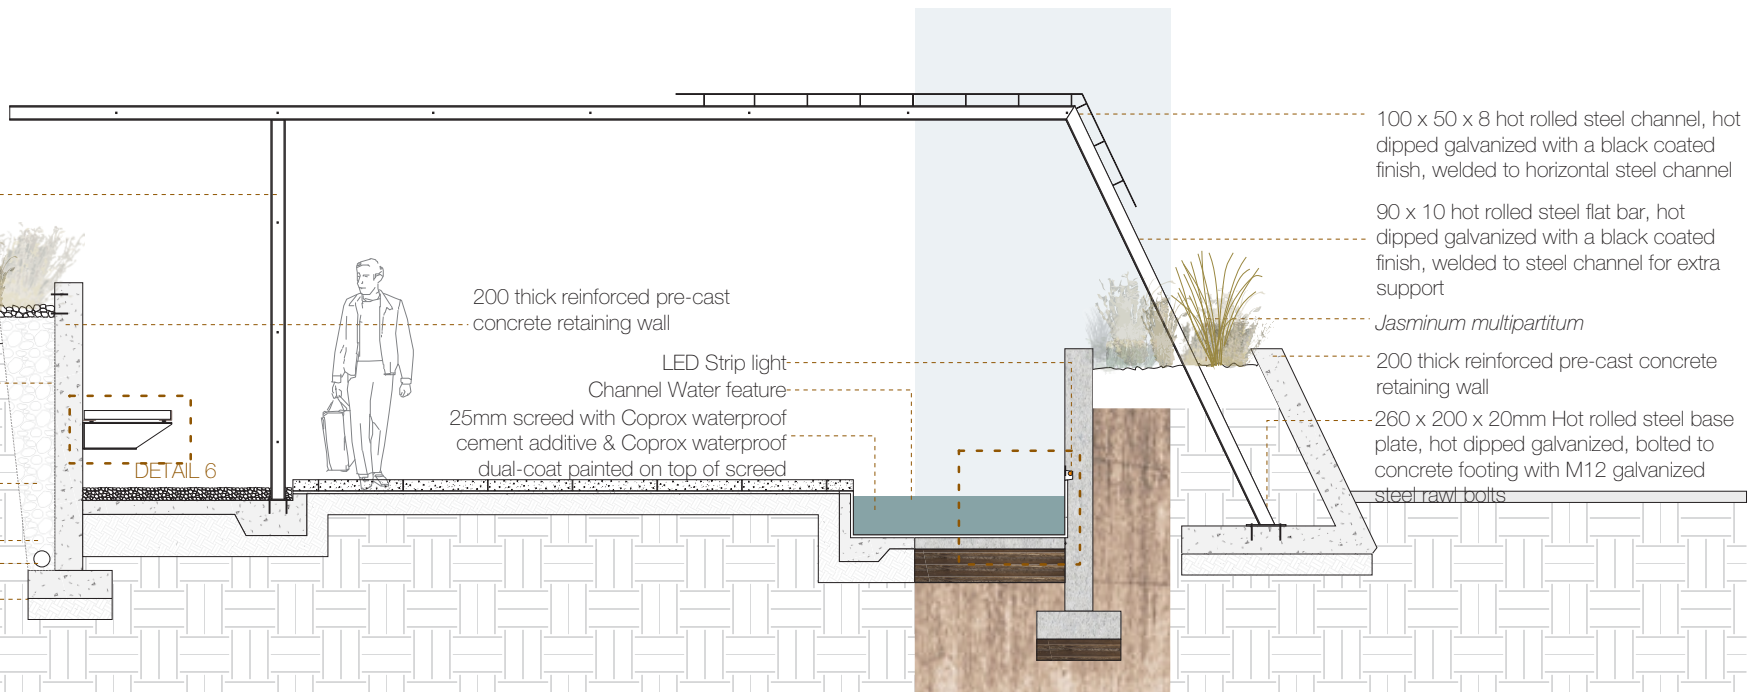 100 x 50 x 8 hot rolled steel channel, hot
dipped galvanized with a black coated
finish, welded to horizontal steel channel
90 x 10 hot rolled steel flat bar, hot
dipped galvanized with a black coated
finish, welded to steel channel for extra
support
Jasminum multipartitum
200 thick reinforced pre-cast concrete
retaining wall
260 x 200 x 20mm Hot rolled steel base
plate, hot dipped galvanized, bolted to
concrete footing with M12 galvanized
steel rawl bolts
200 thick reinforced pre-cast
concrete retaining wall
LED Strip light
Channel Water feature
25mm screed with Coprox waterproof
cement additive & Coprox waterproof
dual-coat painted on top of screed
DETAIL 6